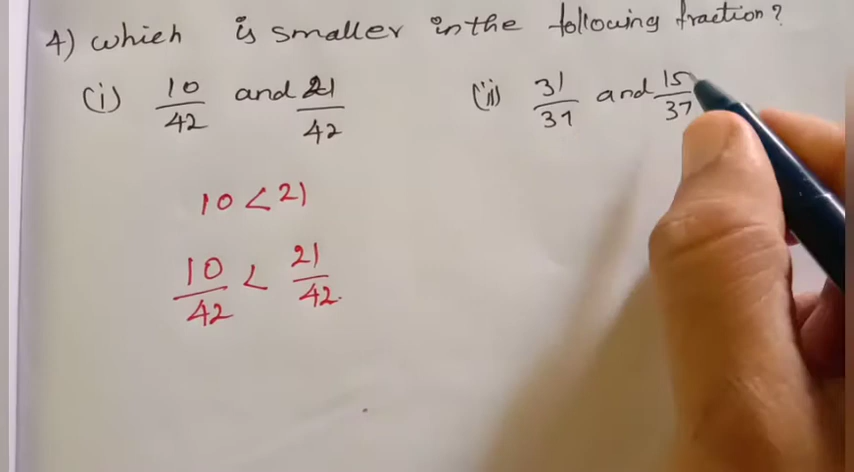 4) which is smaller in the following fraction?
(i) 10/42 and 21/42
(ii) 31/37 and 15/37
10 < 21
10/42 < 21/42.